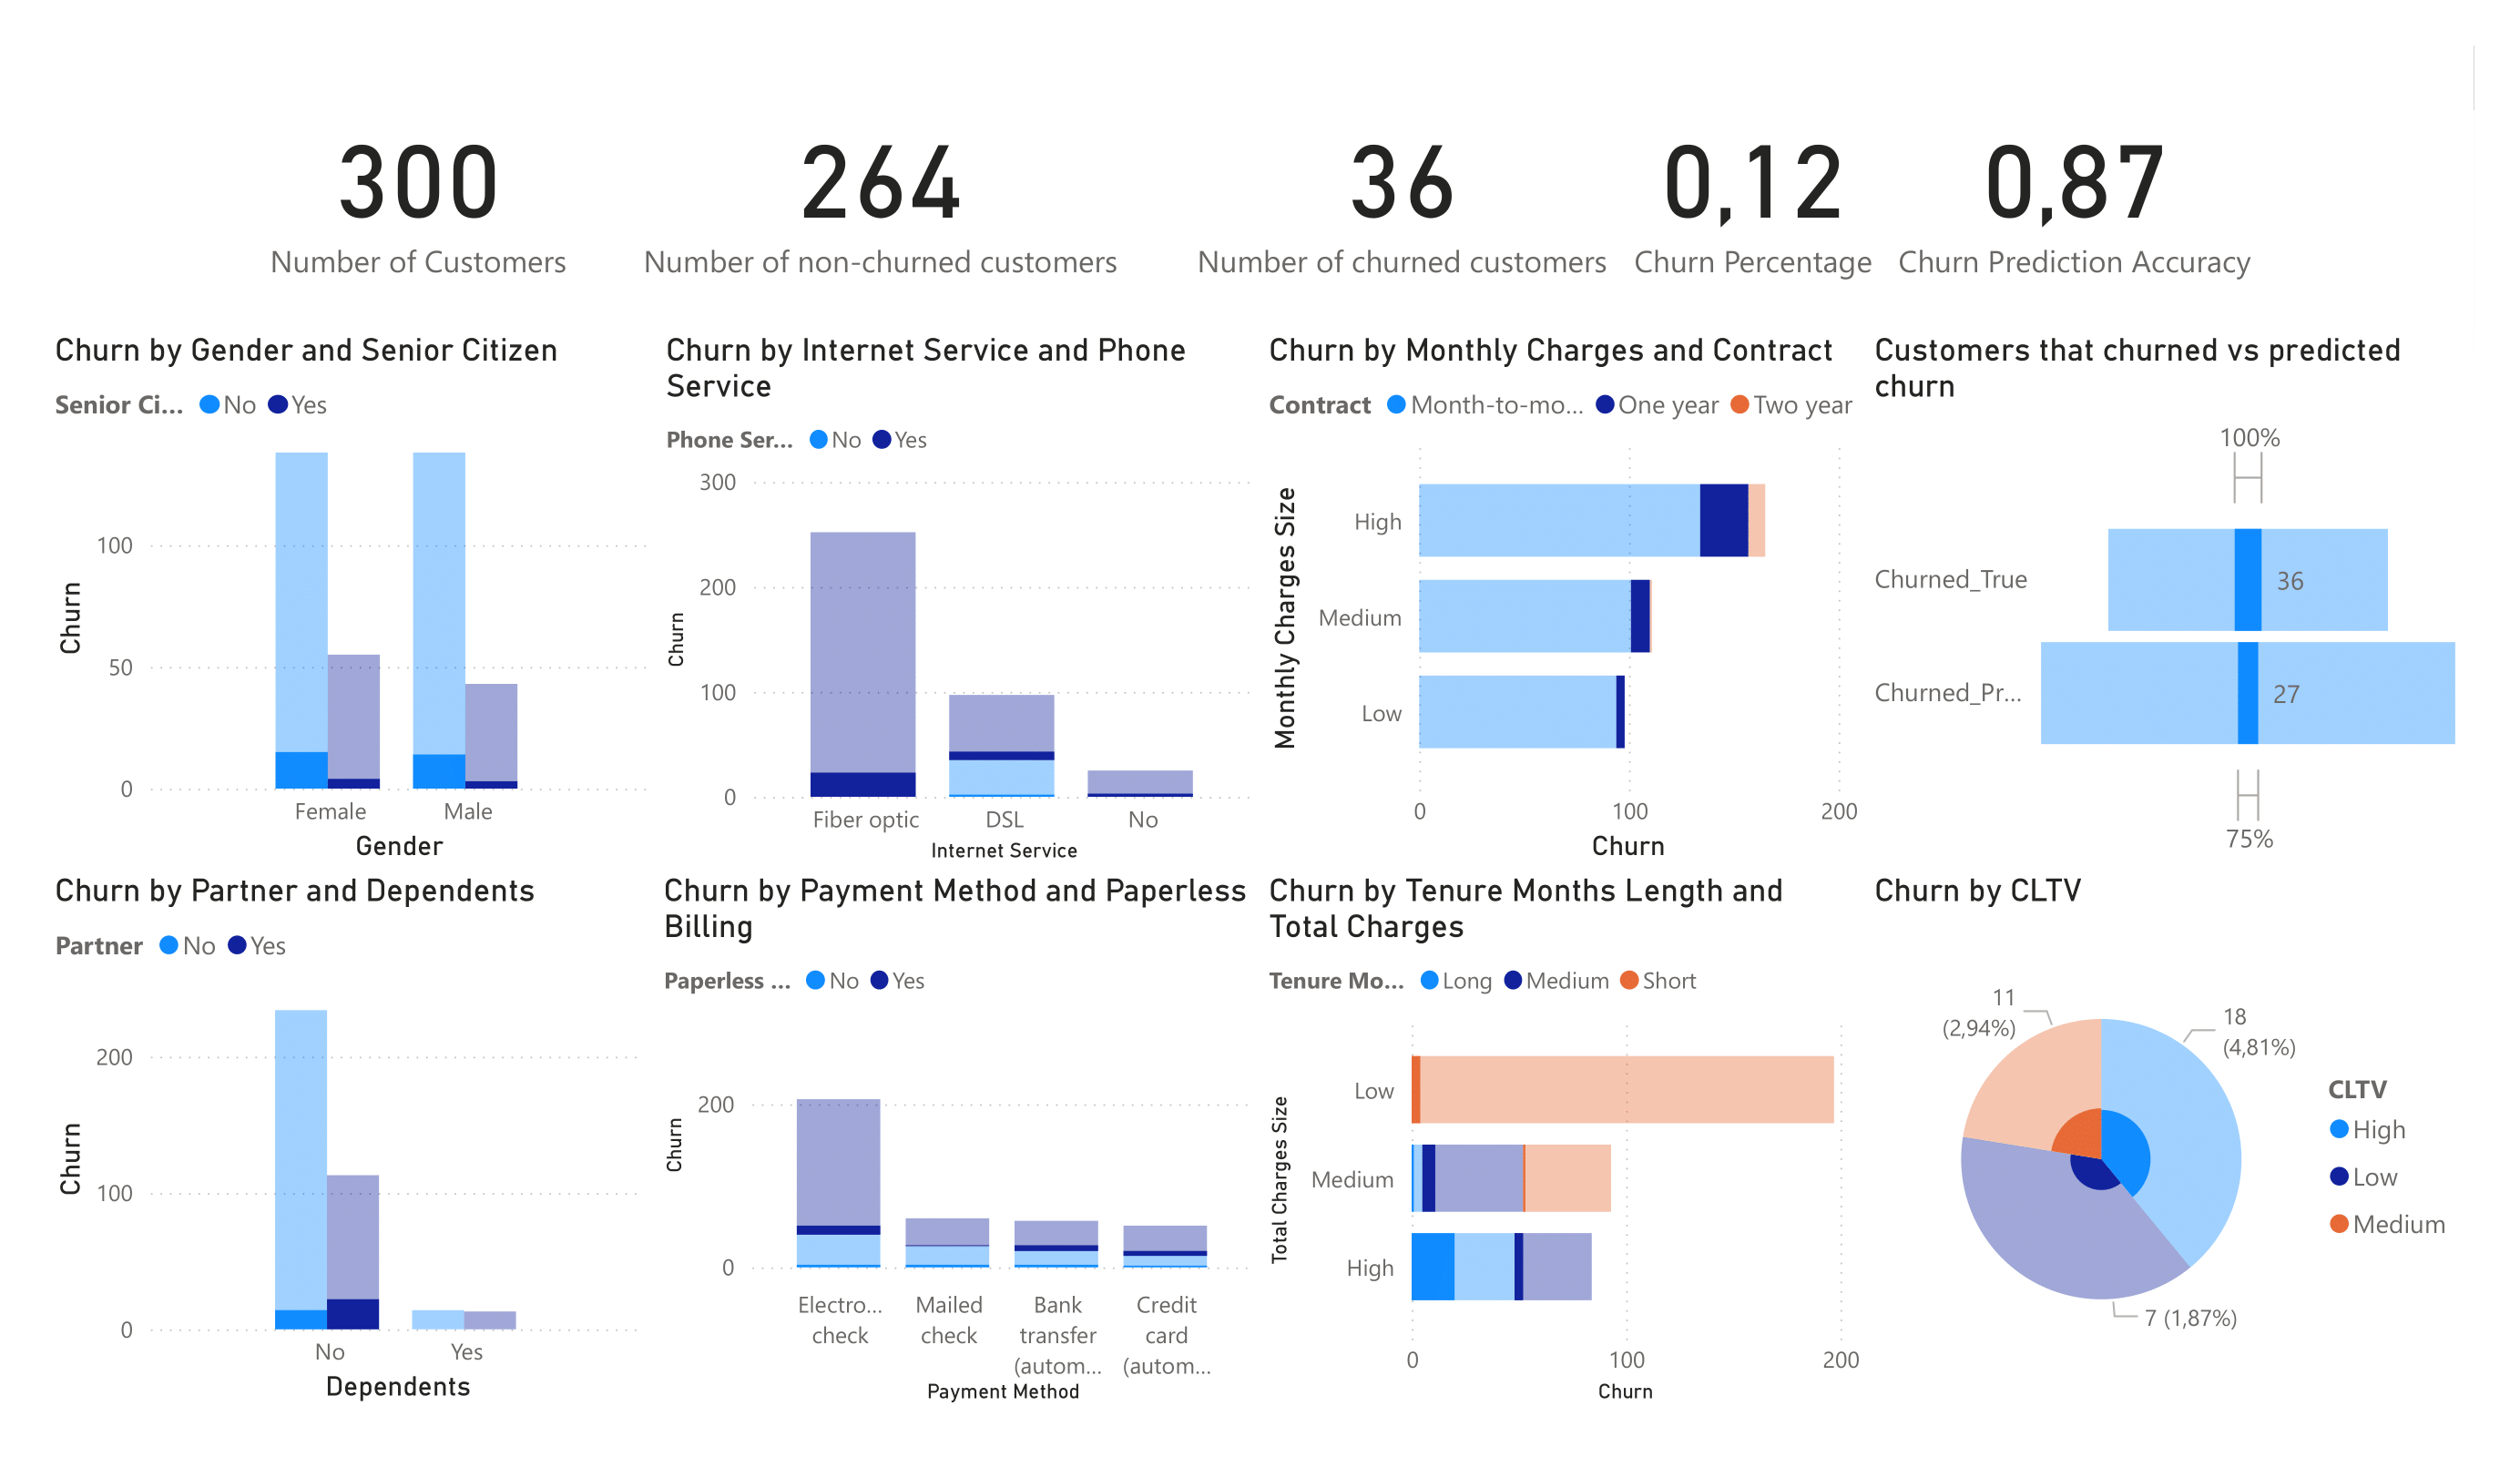 300
Number of Customers
264
Number of non-churned customers
36
Number of churned customers
0,12
Churn Percentage
0,87
Churn Prediction Accuracy
Churn by Gender and Senior Citizen
Senior Ci... No Yes
Churn
100
50
0
Female Male
Gender
Churn by Internet Service and Phone
Service
Phone Ser... No Yes
Churn
300
200
100
0
Fiber optic DSL No
Internet Service
Churn by Monthly Charges and Contract
Contract Month-to-mo... One year Two year
Monthly Charges Size
High
Medium
Low
0 100 200
Churn
Customers that churned vs predicted
churn
100%
Churned_True 36
Churned_Pr... 27
75%
Churn by Partner and Dependents
Partner No Yes
Churn
200
100
0
No Yes
Dependents
Churn by Payment Method and Paperless
Billing
Paperless ... No Yes
Churn
200
0
Electro...
check
Mailed
check
Bank
transfer
(autom...
Credit
card
(autom...
Payment Method
Churn by Tenure Months Length and
Total Charges
Tenure Mo... Long Medium Short
Total Charges Size
Low
Medium
High
0 100 200
Churn
Churn by CLTV
11
(2,94%)
18
(4,81%)
7 (1,87%)
CLTV
High
Low
Medium